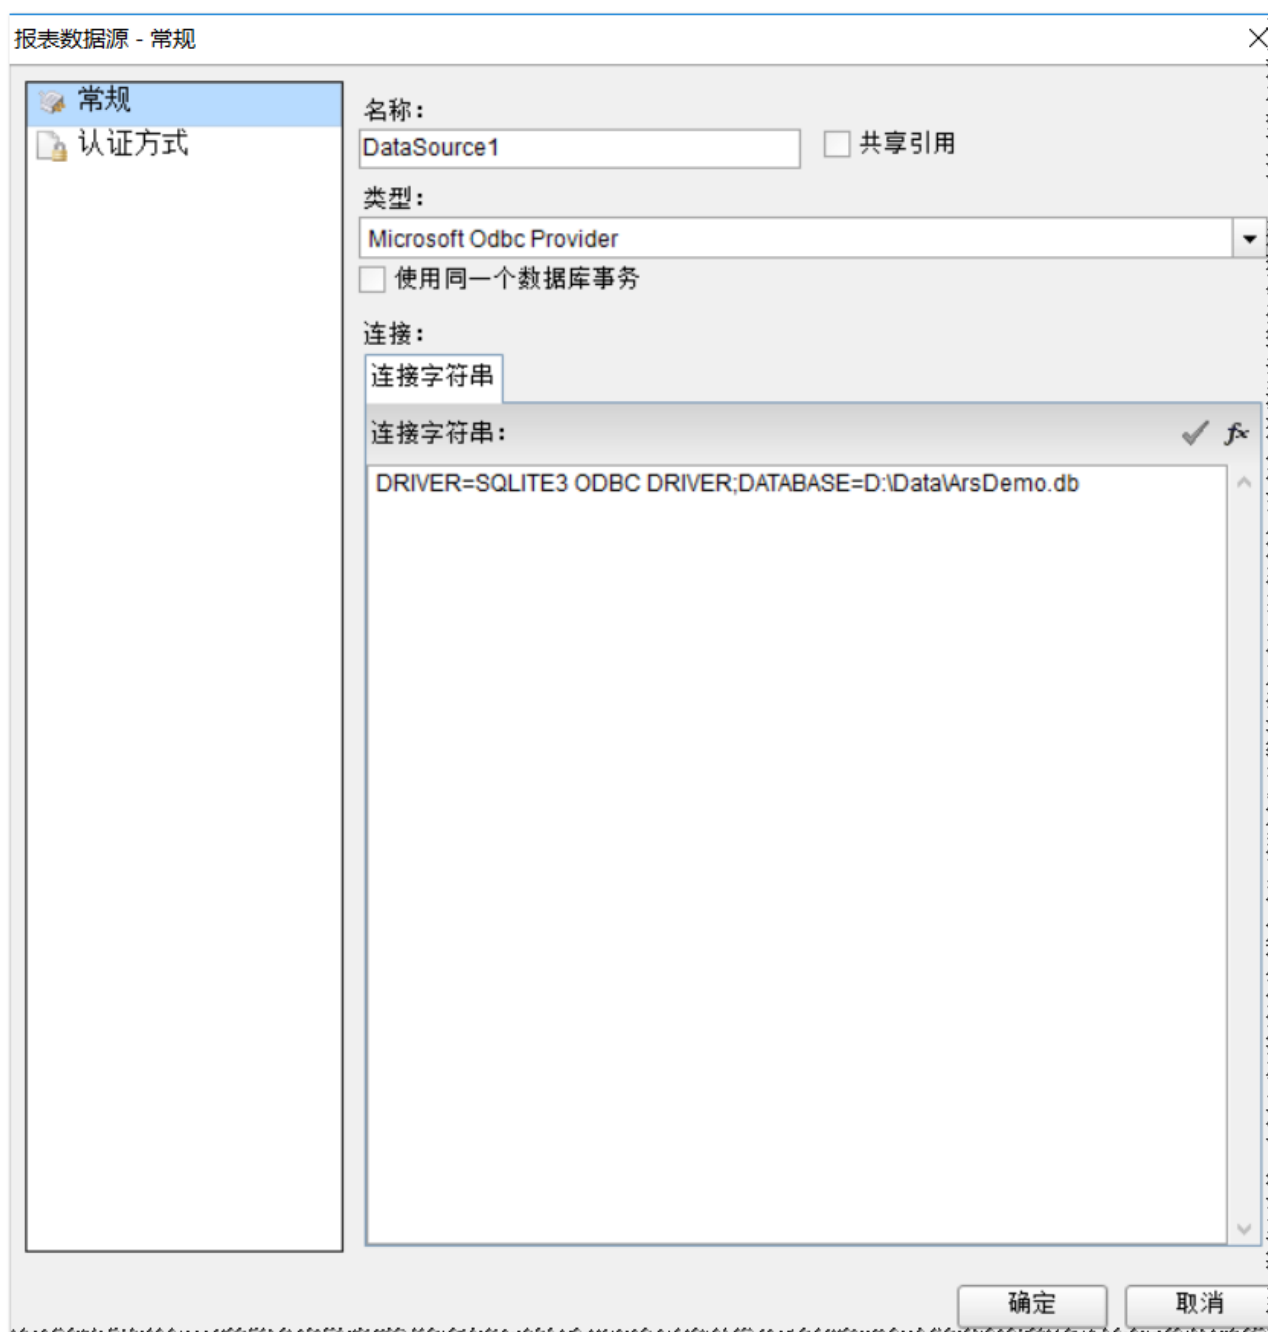 报表数据源 - 常规
常规
认证方式
名称：
DataSource1
共享引用
类型：
Microsoft Odbc Provider
使用同一个数据库事务
连接：
连接字符串
连接字符串：
fx
DRIVER=SQLITE3 ODBC DRIVER;DATABASE=D:\Data\ArsDemo.db
确定
取消